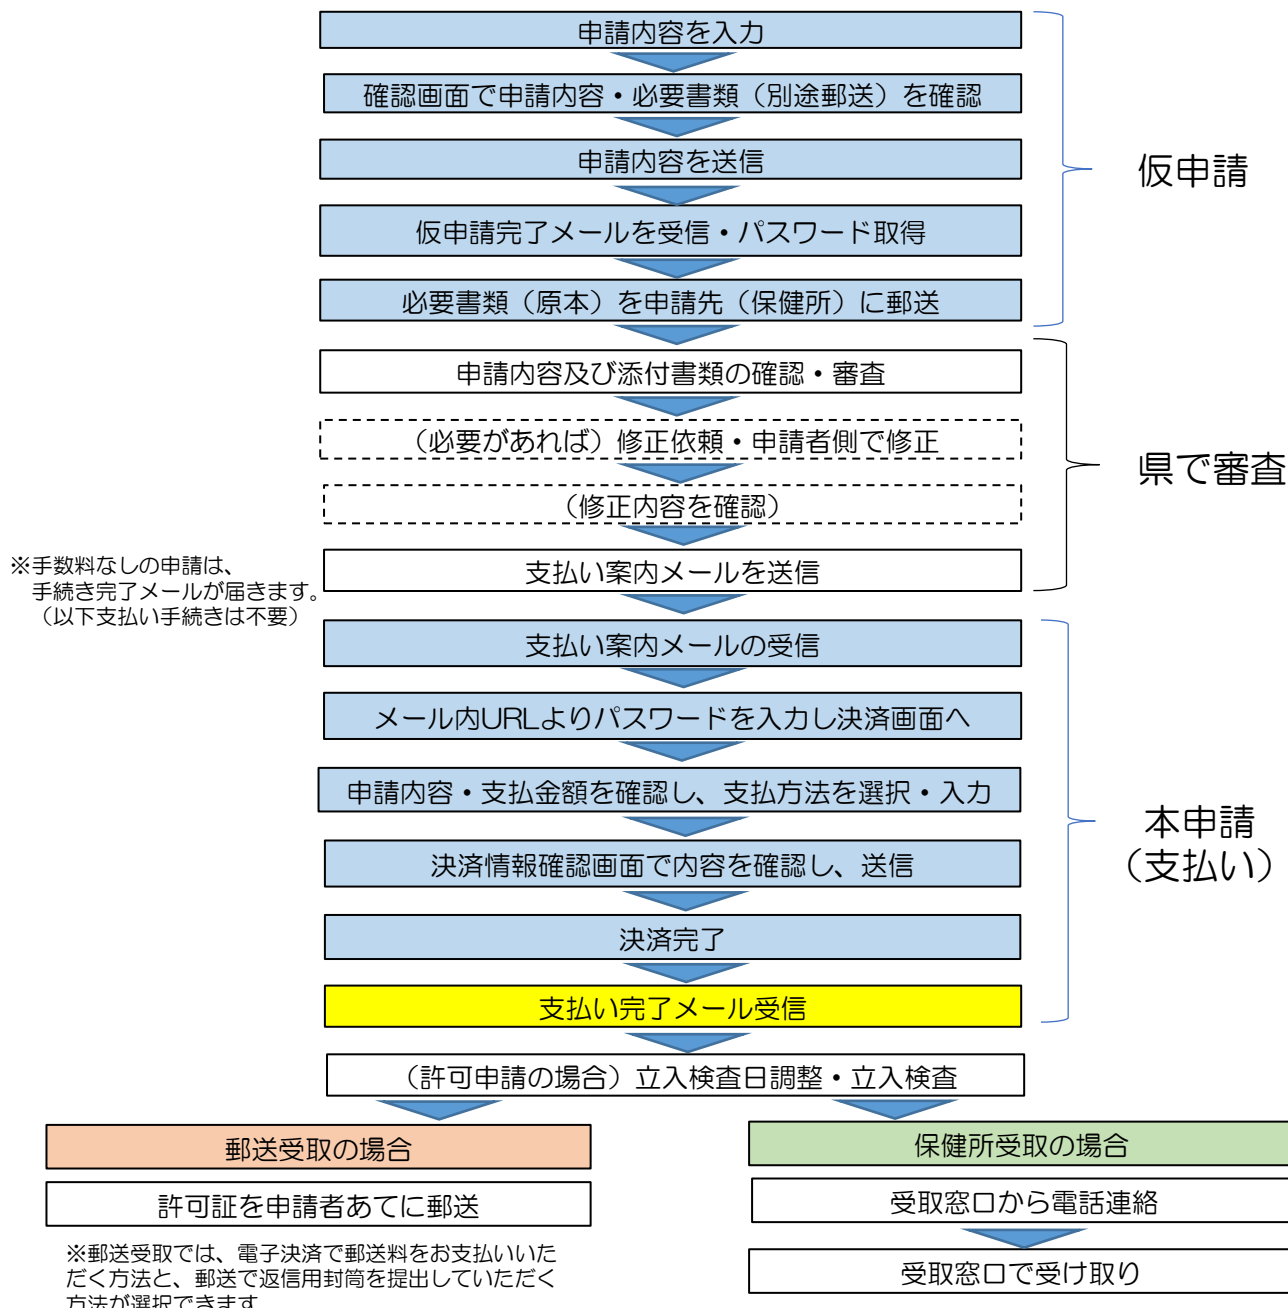 申請内容を入力
確認画面で申請内容・必要書類（別途郵送）を確認
申請内容を送信
仮申請完了メールを受信・パスワード取得
必要書類（原本）を申請先（保健所）に郵送
仮申請
申請内容及び添付書類の確認・審査
（必要があれば）修正依頼・申請者側で修正
（修正内容を確認）
支払い案内メールを送信
県で審査
※手数料なしの申請は、
手続き完了メールが届きます。
（以下支払い手続きは不要）
支払い案内メールの受信
メール内URLよりパスワードを入力し決済画面へ
申請内容・支払金額を確認し、支払方法を選択・入力
決済情報確認画面で内容を確認し、送信
決済完了
支払い完了メール受信
本申請
（支払い）
（許可申請の場合）立入検査日調整・立入検査
郵送受取の場合
許可証を申請者あてに郵送
※郵送受取では、電子決済で郵送料をお支払いいた
だく方法と、郵送で返信用封筒を提出していただく
方法が選択できます
保健所受取の場合
受取窓口から電話連絡
受取窓口で受け取り